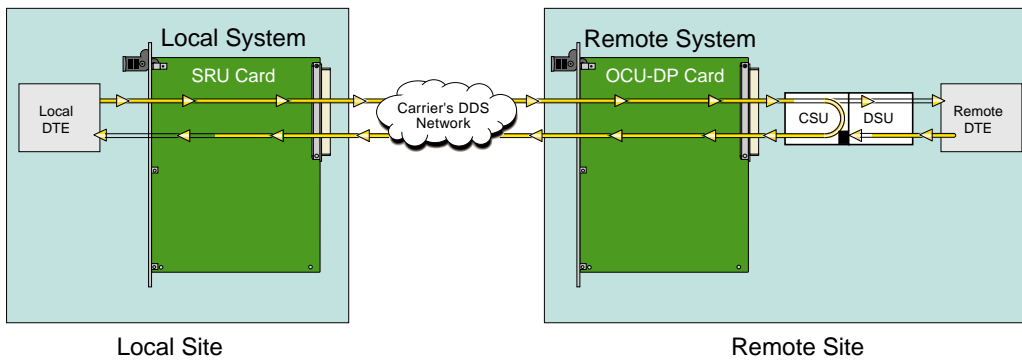 Local System
Remote System
SRU Card
OCU-DP Card
Local
DTE
Carrier's DDS
Network
CSU
DSU
Remote
DTE
Local Site
Remote Site